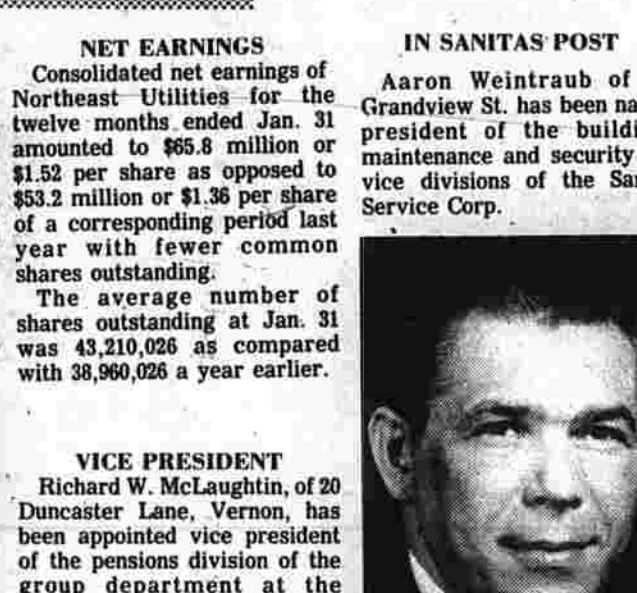 NET EARNINGS
Consolidated net earnings of
Northeast Utilities for the
twelve months ended Jan. 31
amounted to $65.8 million or
$1.52 per share as opposed to
$53.2 million or $1.36 per share
of a corresponding period last
year with fewer common
shares outstanding.
The average number of
shares outstanding at Jan. 31
was 43,210,026 as compared
with 38,960,026 a year earlier.
VICE PRESIDENT
Richard W. McLaughtin, of 20
Duncaster Lane, Vernon, has
been appointed vice president
of the pensions division of the
group department at the
IN SANITAS POST
Aaron Weintraub of
Grandview St. has been na
president of the buildi
maintenance and security
vice divisions of the Sa
Service Corp.